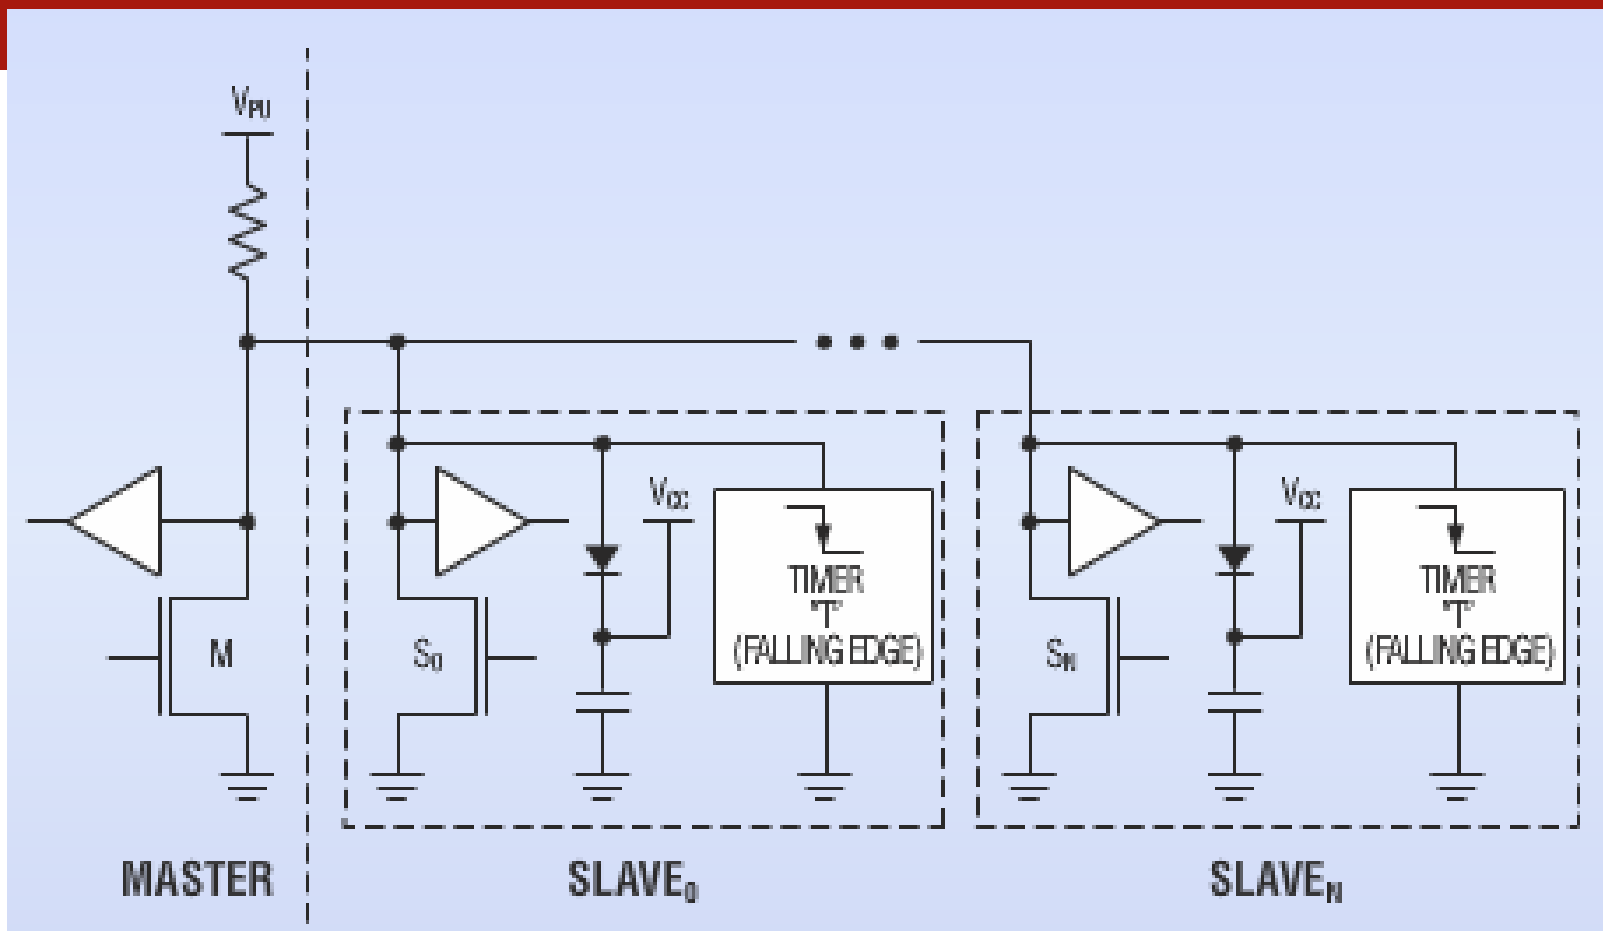 VPU
M
S0
VCC
TIMER
"T"
(FALLING EDGE)
SN
VCC
TIMER
"T"
(FALLING EDGE)
MASTER
SLAVE0
SLAVEN